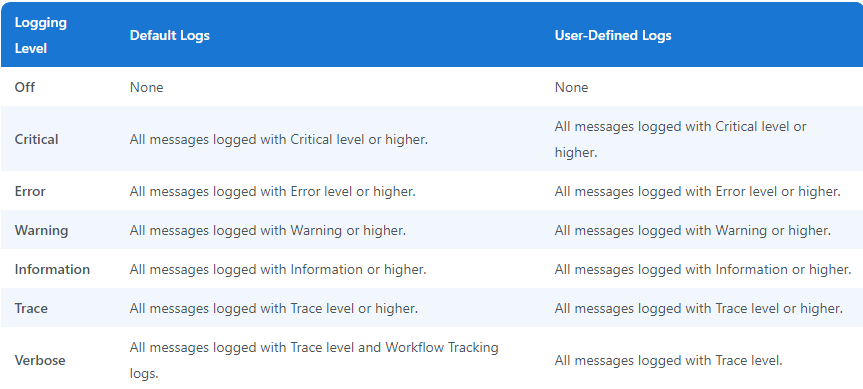 Logging Level Default Logs User-Defined Logs
Off None None
Critical All messages logged with Critical level or higher. All messages logged with Critical level or higher.
Error All messages logged with Error level or higher. All messages logged with Error level or higher.
Warning All messages logged with Warning or higher. All messages logged with Warning or higher.
Information All messages logged with Information or higher. All messages logged with Information or higher.
Trace All messages logged with Trace level or higher. All messages logged with Trace level or higher.
Verbose All messages logged with Trace level and Workflow Tracking logs. All messages logged with Trace level.